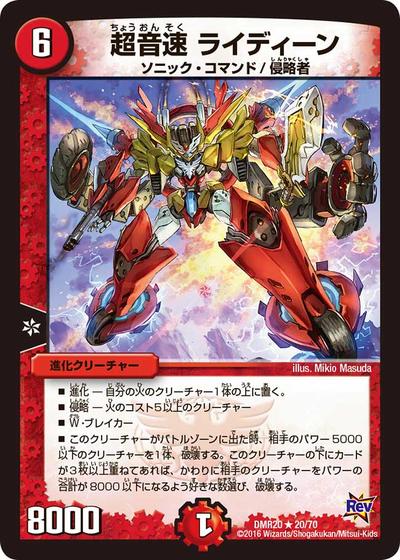 6
ちょうおんそく
超音速 ライディーン
しんりゃくしゃ
ソニック・コマンド/侵略者
進化クリーチャー
illus. Mikio Masuda
■ 進化 — 自分の火のクリーチャー1体の上に置く。
■ 侵略 — 火のコスト5以上のクリーチャー
■ W・ブレイカー
■ このクリーチャーがバトルゾーンに出た時、相手のパワー5000
以下のクリーチャーを1体、破壊する。このクリーチャーの下にカード
が3枚以上重ねてあれば、かわりに相手のクリーチャーをパワーの
合計が8000以下になるよう好きな数選び、破壊する。
8000
1
Rev
DMR20 ★ 20/70
©2016 Wizards/Shogakukan/Mitsui-Kids